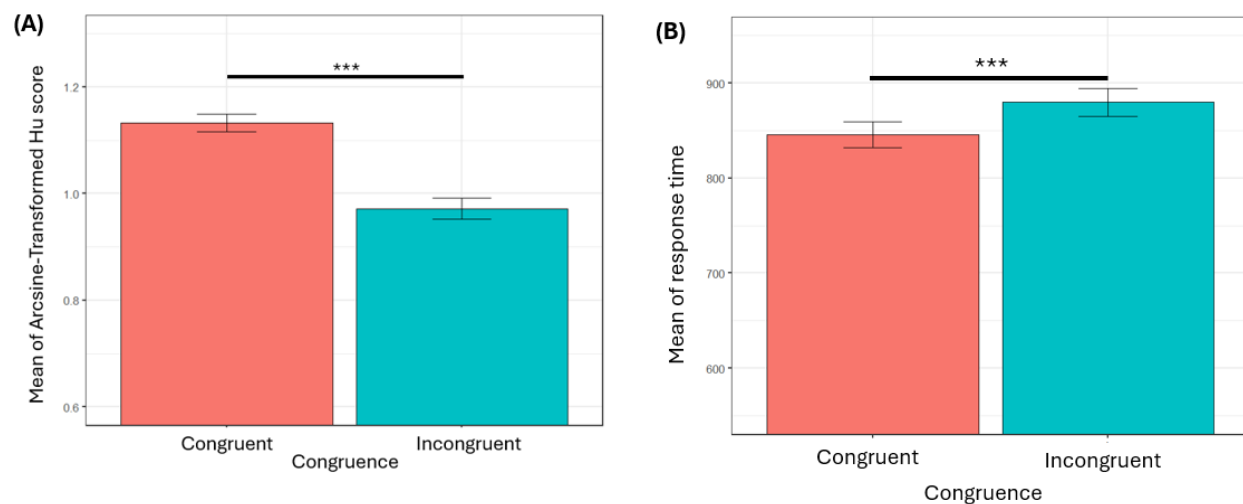 (A)
Mean of Arcsine-Transformed Hu score
1.2
1.0
0.8
0.6
***
Congruent Incongruent
Congruence
(B)
Mean of response time
900
800
700
600
***
Congruent Incongruent
Congruence